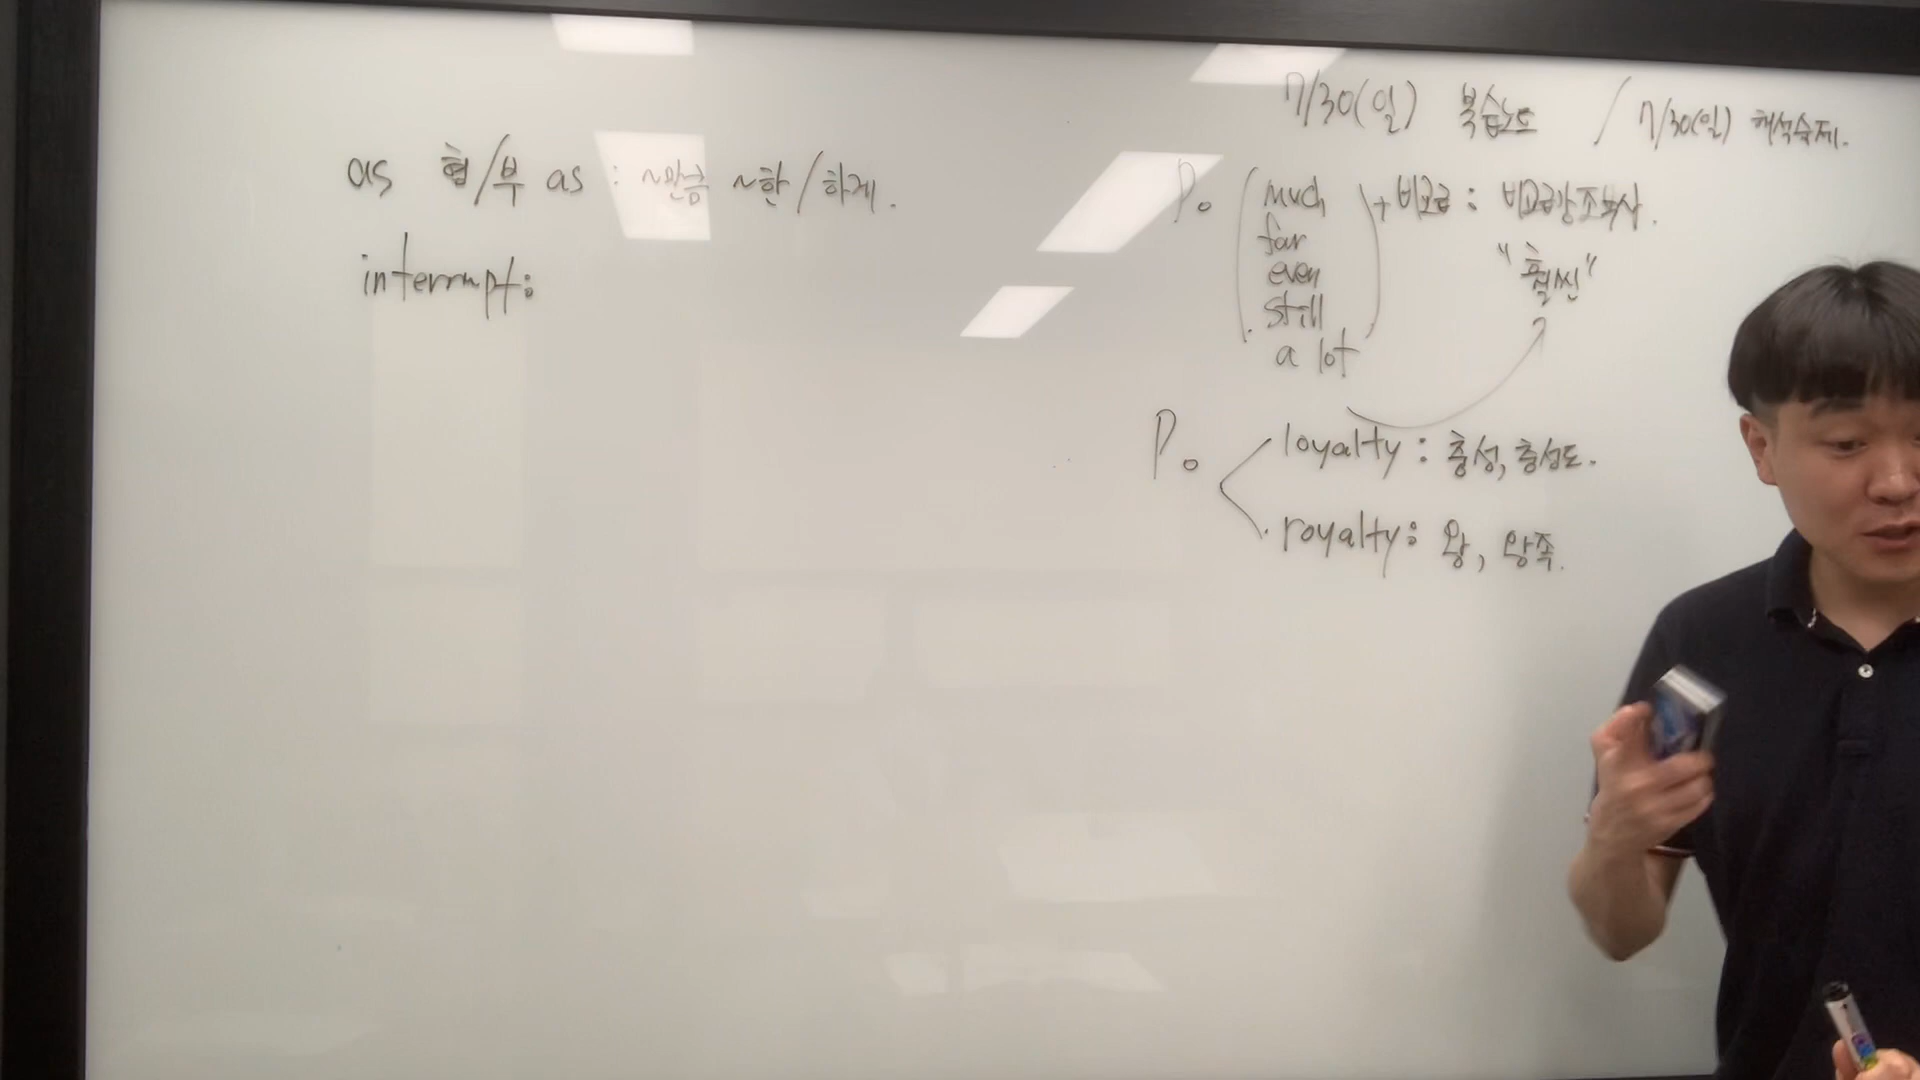 as 형/부 as : ~만큼 ~한/하게.
interrupt:
7/30(일) 복습노트 / 7/30(일) 해석숙제.
P. ( much ) + 비교급 : 비교급강조부사.
far
even
still
a lot
"훨씬"
P. loyalty : 충성, 충성도.
royalty : 왕, 왕족.